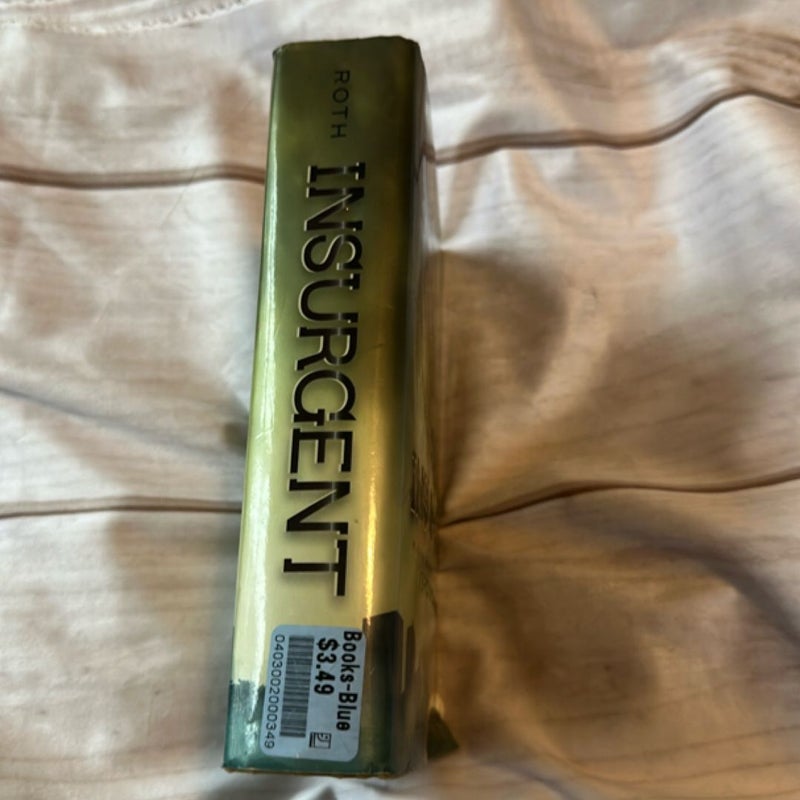 ROTH
INSURGENT
Books-Blue
$3.49
0403002000349